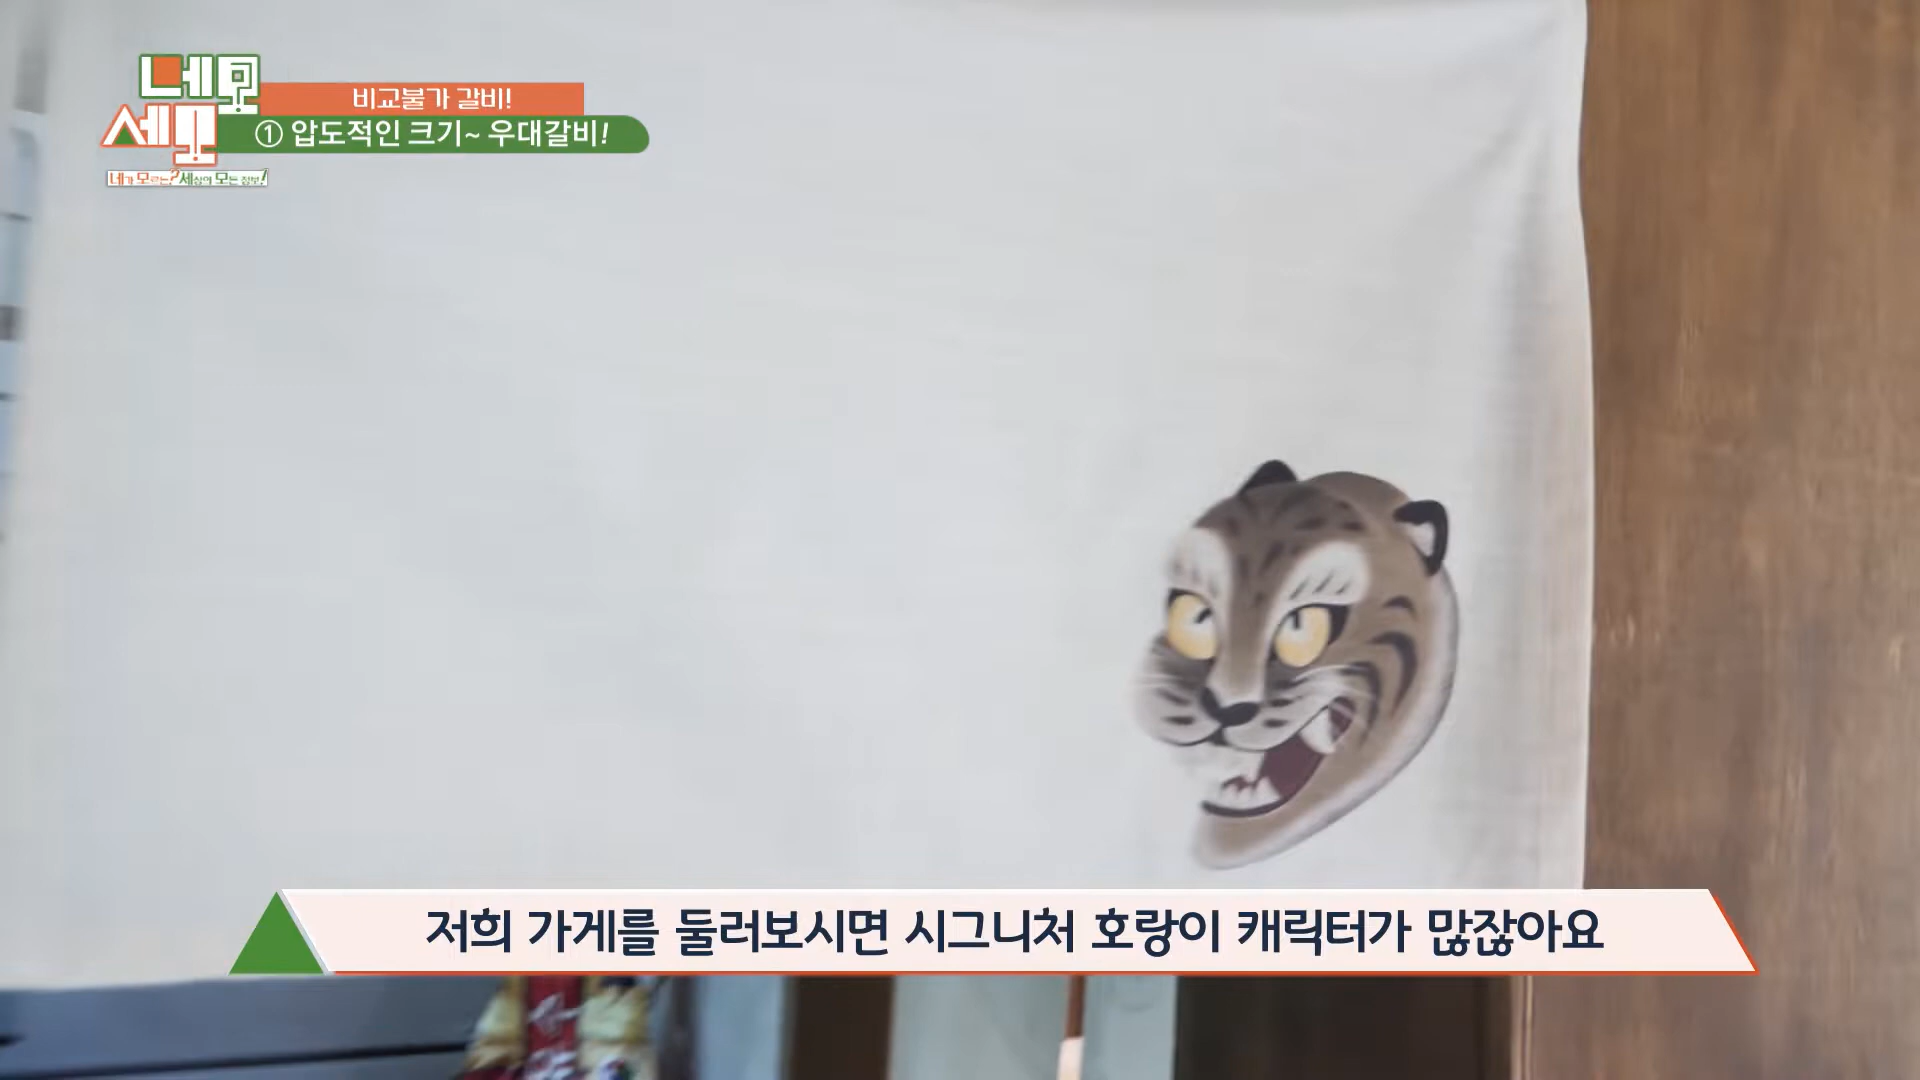 네모
세모
네가 모르는? 세상의 모든 정보!
비교불가 갈비!
① 압도적인 크기~ 우대갈비!
저희 가게를 둘러보시면 시그니처 호랑이 캐릭터가 많잖아요